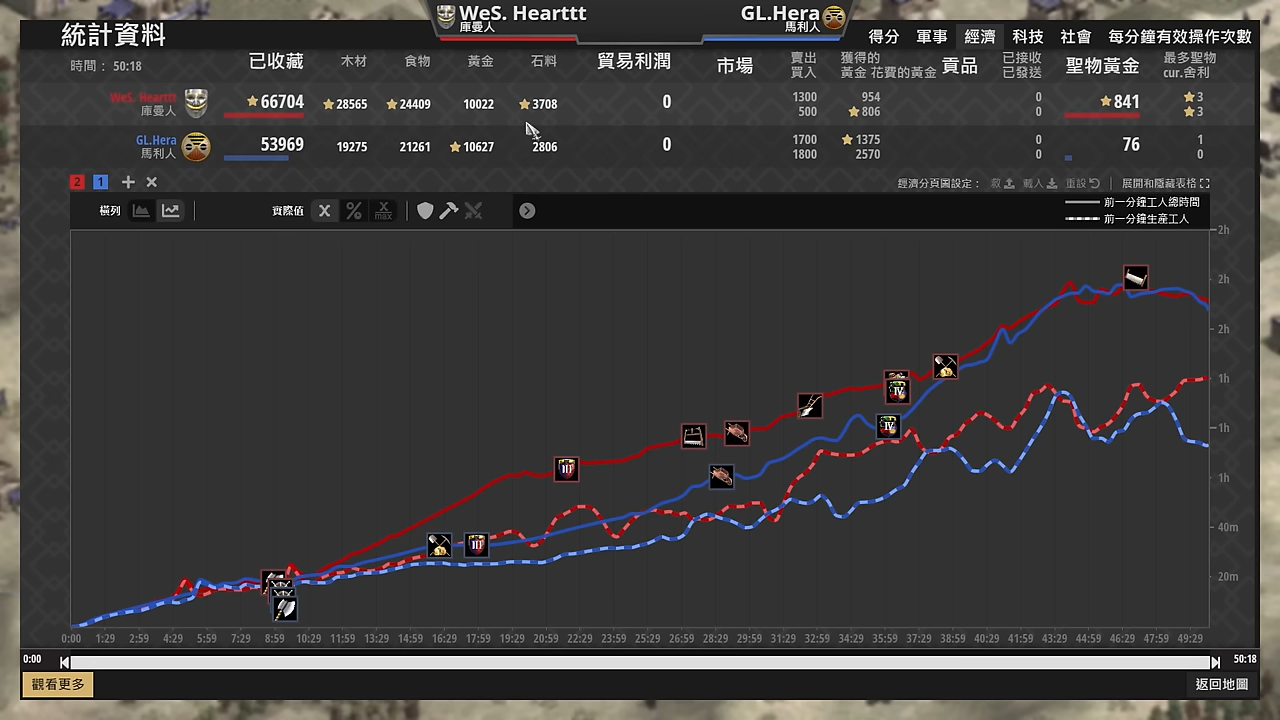 WeS. Hearttt
庫曼人
GL.Hera
馬利人
統計資料
得分 軍事 經濟 科技 社會 每分鐘有效操作次數
時間： 50:18
已收藏 木材 食物 黃金 石料 貿易利潤 市場 賣出 買入 獲得的黃金 花費的黃金 貢品 已接收 已發送 聖物黃金 最多聖物 cur.舍利
WeS. Hearttt
庫曼人
66704 28565 24409 10022 3708 0 1300 500 954 806 0 0 841 3 3
GL.Hera
馬利人
53969 19275 21261 10627 2806 0 1700 1800 1375 2570 0 0 76 1 0
2 1
經濟分頁圖設定： 載入 重設 展開和隱藏表格
橫列 實際值 X % X max
前一分鐘工人總時間
前一分鐘生產工人
2h
2h
2h
1h
1h
1h
40m
20m
III
III
IV
IV
0:00 1:29 2:59 4:29 5:59 7:29 8:59 10:29 11:59 13:29 14:59 16:29 17:59 19:29 20:59 22:29 23:59 25:29 26:59 28:29 29:59 31:29 32:59 34:29 35:59 37:29 38:59 40:29 41:59 43:29 44:59 46:29 47:59 49:29
0:00 50:18
觀看更多 返回地圖